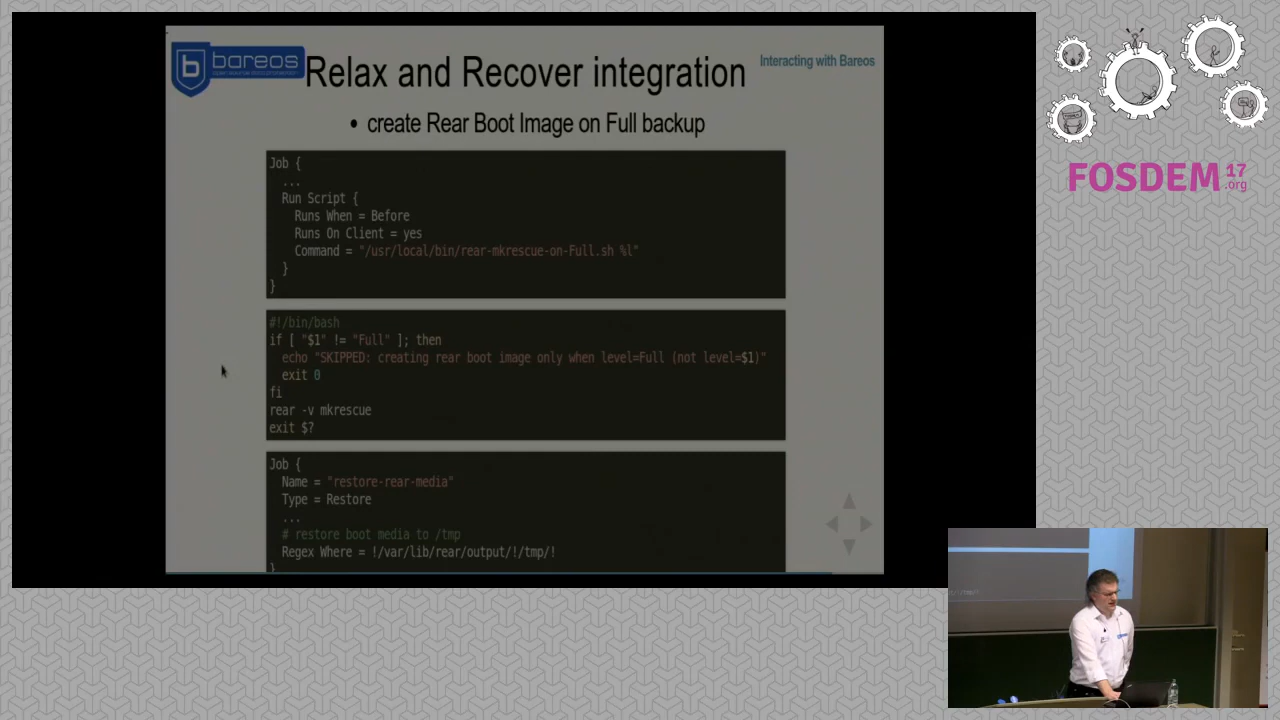 bareos
Relax and Recover integration
Interacting with Bareos
• create Rear Boot Image on Full backup
Job {
...
Run Script {
Runs When = Before
Runs On Client = yes
Command = "/usr/local/bin/rear-mkrescue-on-Full.sh %l"
}
}
#!/bin/bash
if [ "$1" != "Full" ]; then
echo "SKIPPED: creating rear boot image only when level=Full (not level=$1)"
exit 0
fi
rear -v mkrescue
exit $?
Job {
Name = "restore-rear-media"
Type = Restore
...
# restore boot media to /tmp
Regex Where = !/var/lib/rear/output/!/tmp/!
}
FOSDEM 17
.org